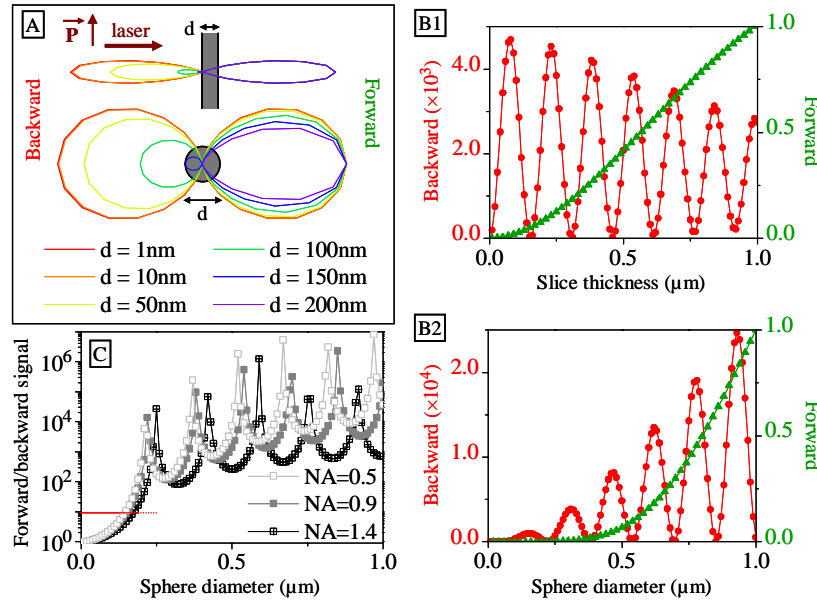 A
P
laser
d
Backward
Forward
d
d = 1nm
d = 100nm
d = 10nm
d = 150nm
d = 50nm
d = 200nm
B1
Backward (×10³)
4.0
2.0
0.0
Forward
1.0
0.5
0.0
0.0
0.5
1.0
Slice thickness (µm)
C
Forward/backward signal
10⁶
10⁴
10²
10⁰
NA=0.5
NA=0.9
NA=1.4
0.0
0.5
1.0
Sphere diameter (µm)
B2
Backward (×10⁴)
2.0
1.0
0.0
Forward
1.0
0.5
0.0
0.0
0.5
1.0
Sphere diameter (µm)